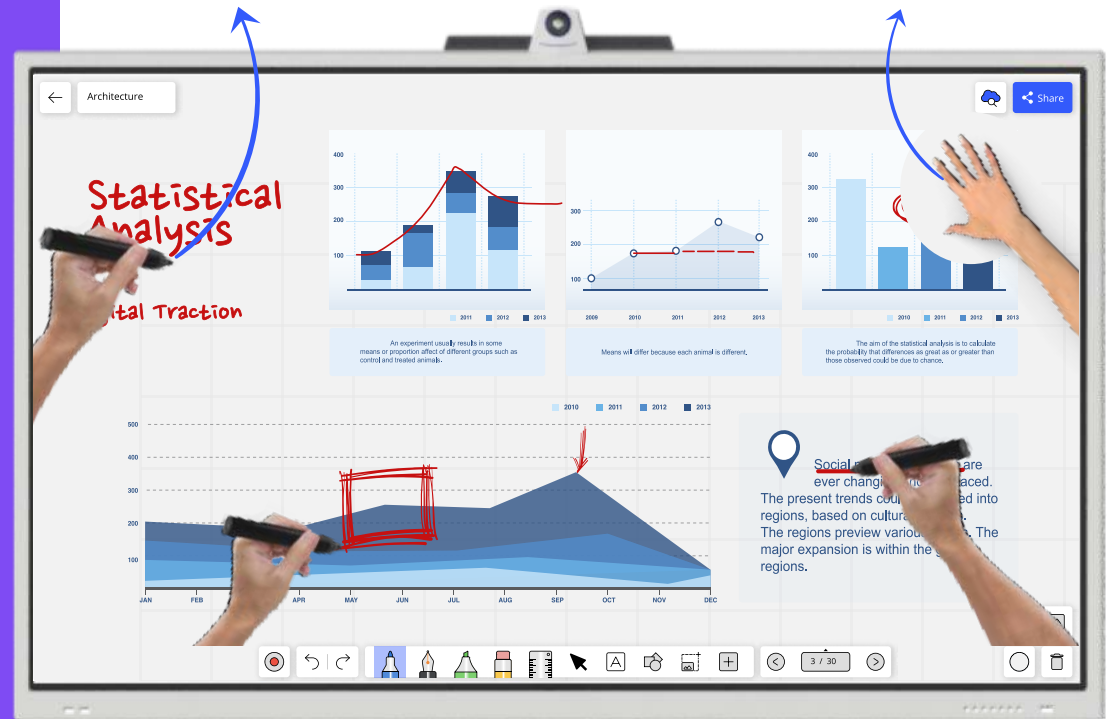 Architecture
Share
Statistical
Analysis
ital Traction
400
300
200
100
2011 2012 2013
An experiment usually results in some
means or proportion affect of different groups such as
control and treated animals.
300
200
100
2009 2010 2011 2012 2013
Means will differ because each animal is different.
400
300
200
100
2010 2011 2012 2013
The aim of the statistical analysis is to calculate
the probability that differences as great as or greater than
those observed could be due to chance.
2010 2011 2012 2013
500
400
300
200
100
JAN FEB APR MAY JUN JUL AUG SEP OCT NOV DEC
Social are
ever changi aced.
The present trends cou ed into
regions, based on cultura
The regions preview variou . The
major expansion is within the
regions.
A
3 / 30